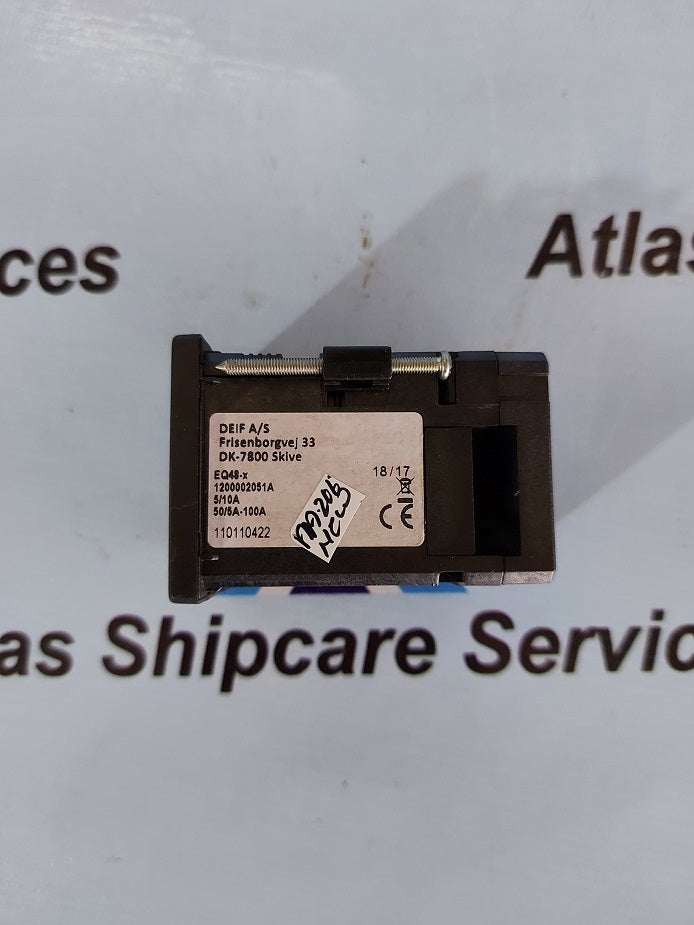 ces
Atlas
DEIF A/S
Frisenborgvej 33
DK-7800 Skive
EQ48-x
1200002051A
5/10A
50/5A-100A
110110422
18/17
CE
as Shipcare Servic